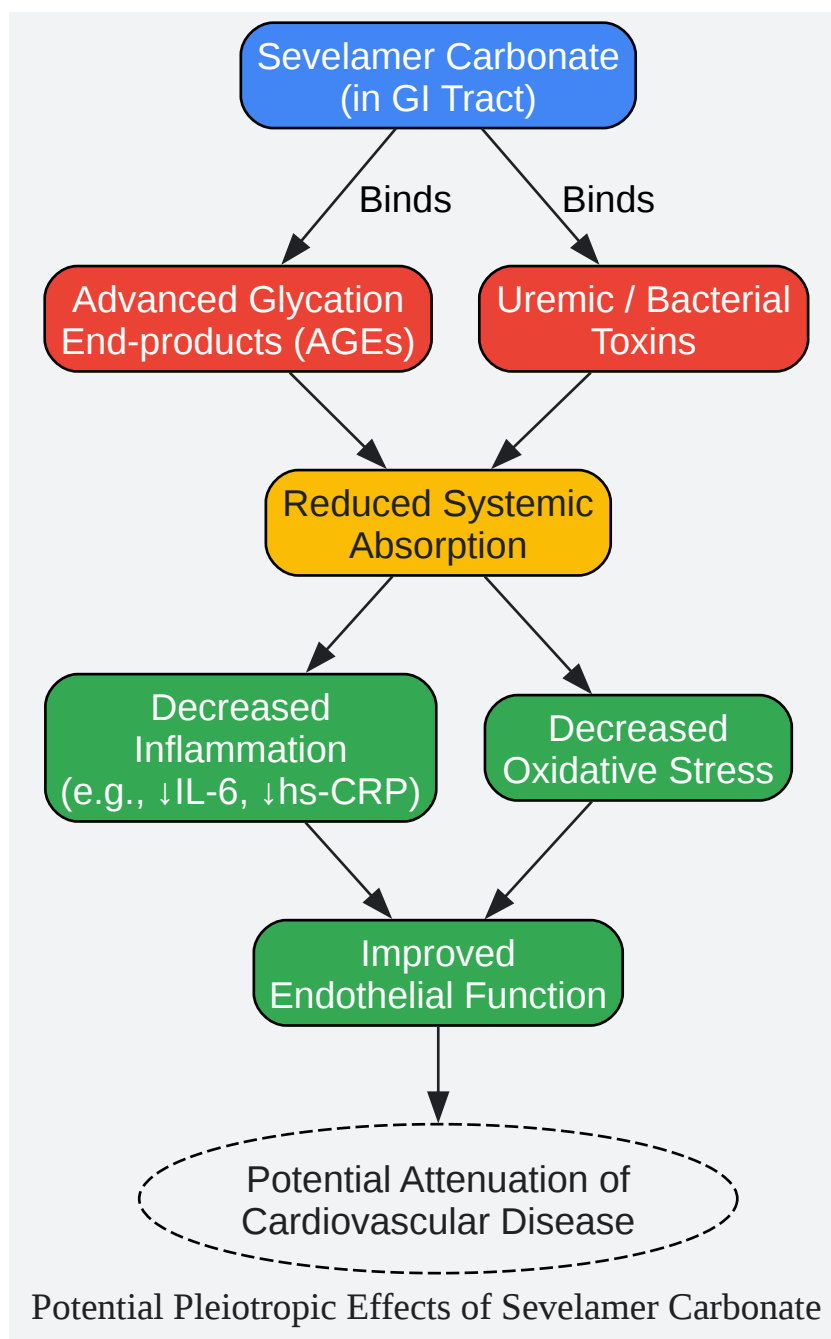 Sevelamer Carbonate
(in GI Tract)
Binds
Binds
Advanced Glycation
End-products (AGEs)
Uremic / Bacterial
Toxins
Reduced Systemic
Absorption
Decreased
Inflammation
(e.g., ↓IL-6, ↓hs-CRP)
Decreased
Oxidative Stress
Improved
Endothelial Function
Potential Attenuation of
Cardiovascular Disease
Potential Pleiotropic Effects of Sevelamer Carbonate